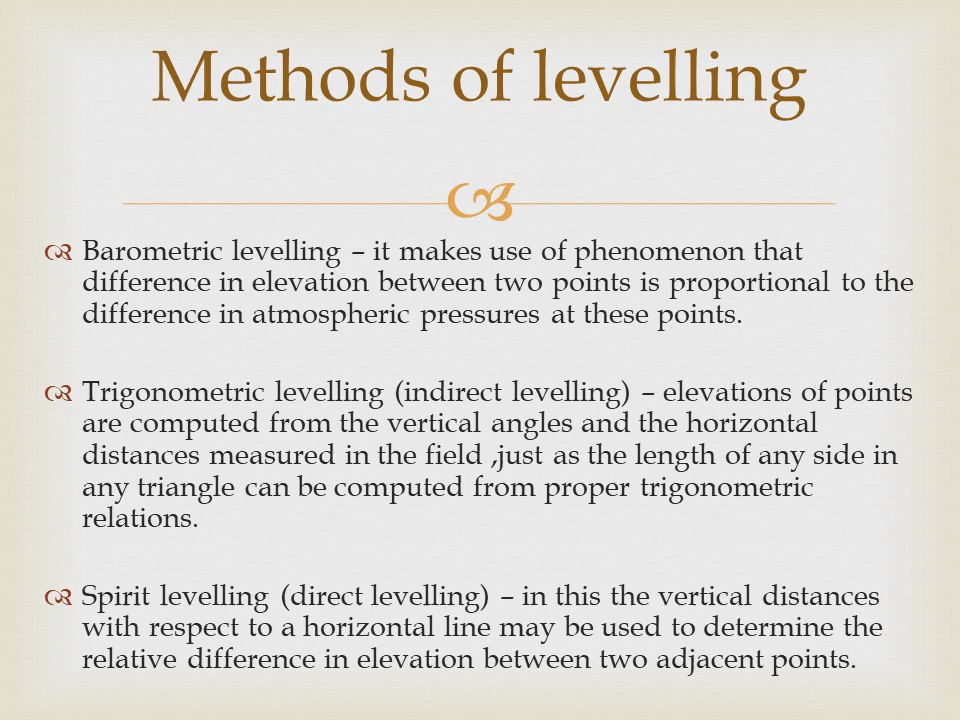 Methods of levelling
Barometric levelling – it makes use of phenomenon that
difference in elevation between two points is proportional to the
difference in atmospheric pressures at these points.
Trigonometric levelling (indirect levelling) – elevations of points
are computed from the vertical angles and the horizontal
distances measured in the field ,just as the length of any side in
any triangle can be computed from proper trigonometric
relations.
Spirit levelling (direct levelling) – in this the vertical distances
with respect to a horizontal line may be used to determine the
relative difference in elevation between two adjacent points.